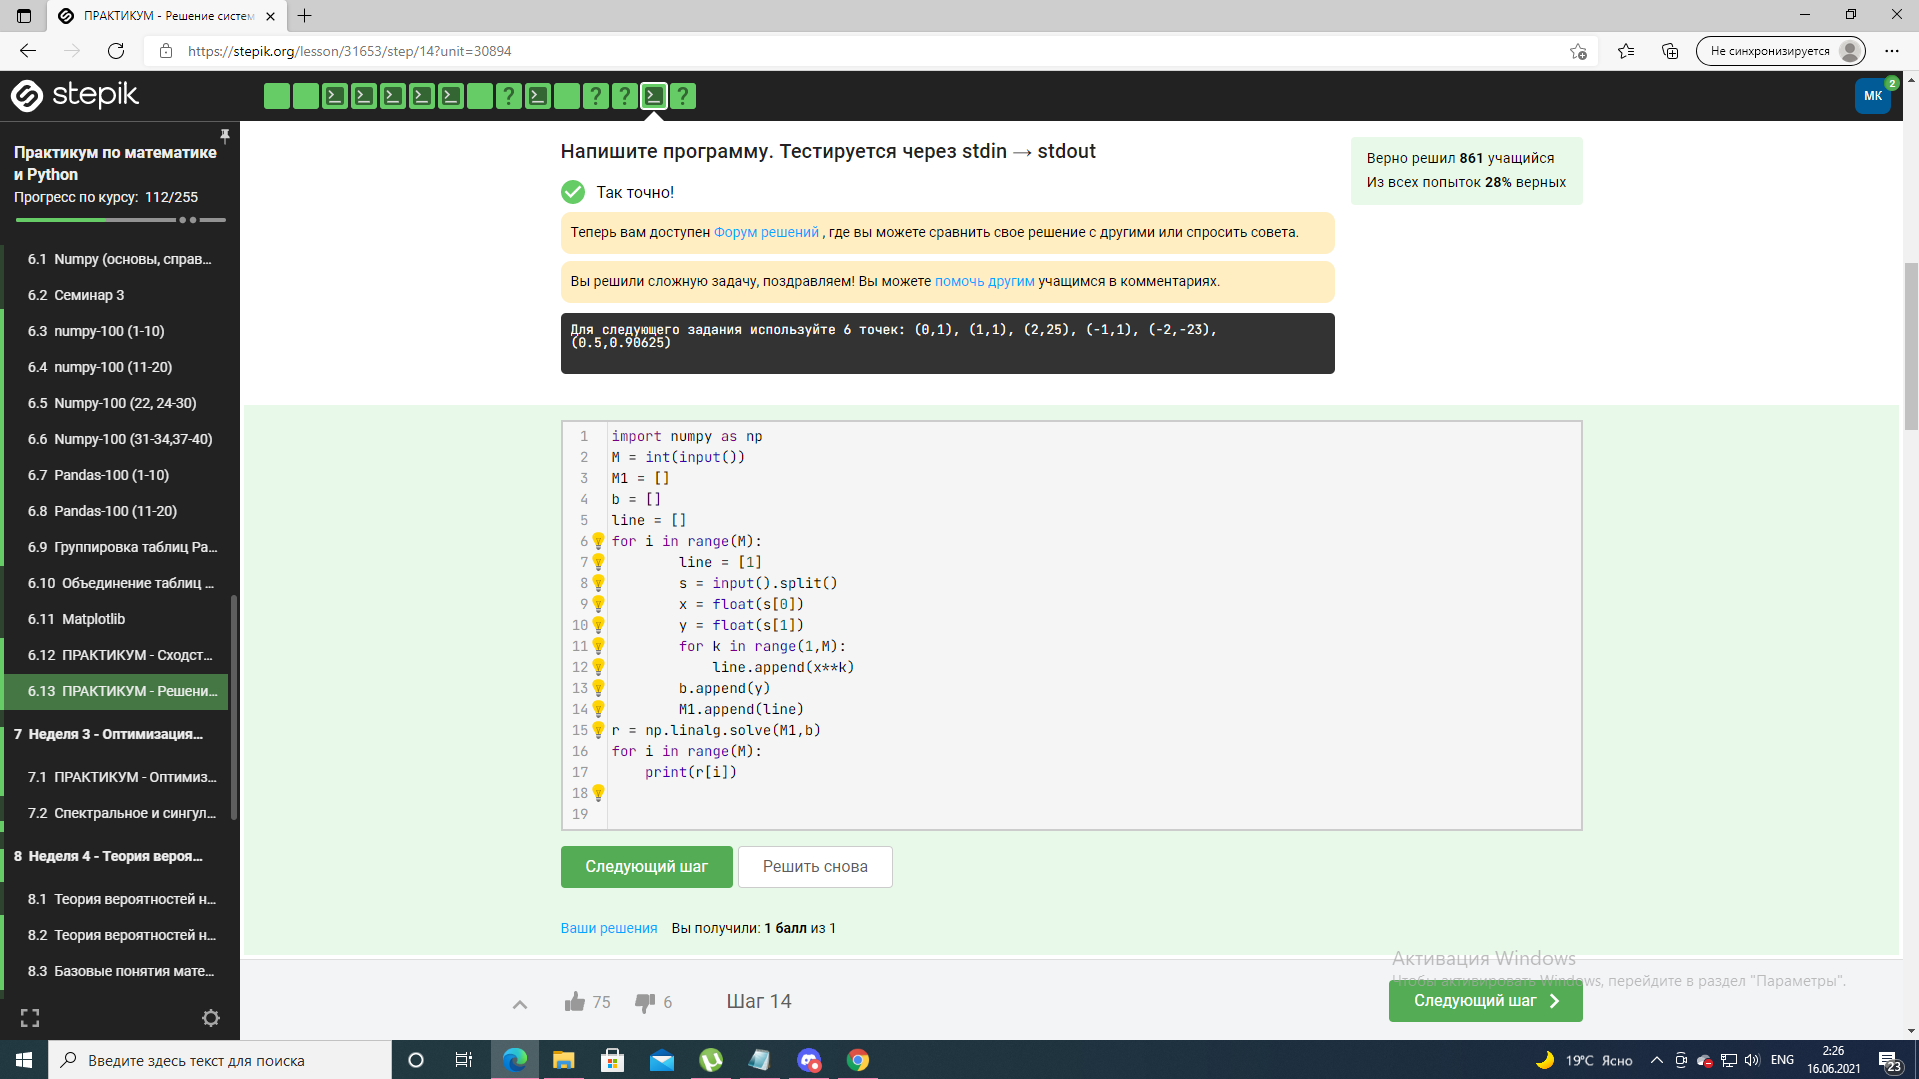 ПРАКТИКУМ - Решение систем
https://stepik.org/lesson/31653/step/14?unit=30894
Не синхронизируется
stepik
>_ >_ >_ >_ >_ ? >_ ? ? >_ ?
МК
2
Практикум по математике
и Python
Прогресс по курсу: 112/255
6.1 Numpy (основы, справ...
6.2 Семинар 3
6.3 numpy-100 (1-10)
6.4 numpy-100 (11-20)
6.5 Numpy-100 (22, 24-30)
6.6 Numpy-100 (31-34,37-40)
6.7 Pandas-100 (1-10)
6.8 Pandas-100 (11-20)
6.9 Группировка таблиц Pa...
6.10 Объединение таблиц ...
6.11 Matplotlib
6.12 ПРАКТИКУМ - Сходст...
6.13 ПРАКТИКУМ - Решени...
7 Неделя 3 - Оптимизация...
7.1 ПРАКТИКУМ - Оптимиз...
7.2 Спектральное и сингул...
8 Неделя 4 - Теория вероя...
8.1 Теория вероятностей н...
8.2 Теория вероятностей н...
8.3 Базовые понятия мате...
Напишите программу. Тестируется через stdin → stdout
Так точно!
Теперь вам доступен Форум решений , где вы можете сравнить свое решение с другими или спросить совета.
Вы решили сложную задачу, поздравляем! Вы можете помочь другим учащимся в комментариях.
Для следующего задания используйте 6 точек: (0,1), (1,1), (2,25), (-1,1), (-2,-23),
(0.5,0.90625)
Верно решил 861 учащийся
Из всех попыток 28% верных
1 import numpy as np
2 M = int(input())
3 M1 = []
4 b = []
5 line = []
6 for i in range(M):
7 line = [1]
8 s = input().split()
9 x = float(s[0])
10 y = float(s[1])
11 for k in range(1,M):
12 line.append(x**k)
13 b.append(y)
14 M1.append(line)
15 r = np.linalg.solve(M1,b)
16 for i in range(M):
17 print(r[i])
18
19
Следующий шаг
Решить снова
Ваши решения Вы получили: 1 балл из 1
75
6
Шаг 14
Активация Windows
Чтобы активировать Windows, перейдите в раздел "Параметры".
Следующий шаг
Введите здесь текст для поиска
19°C Ясно
ENG
2:26
16.06.2021
23